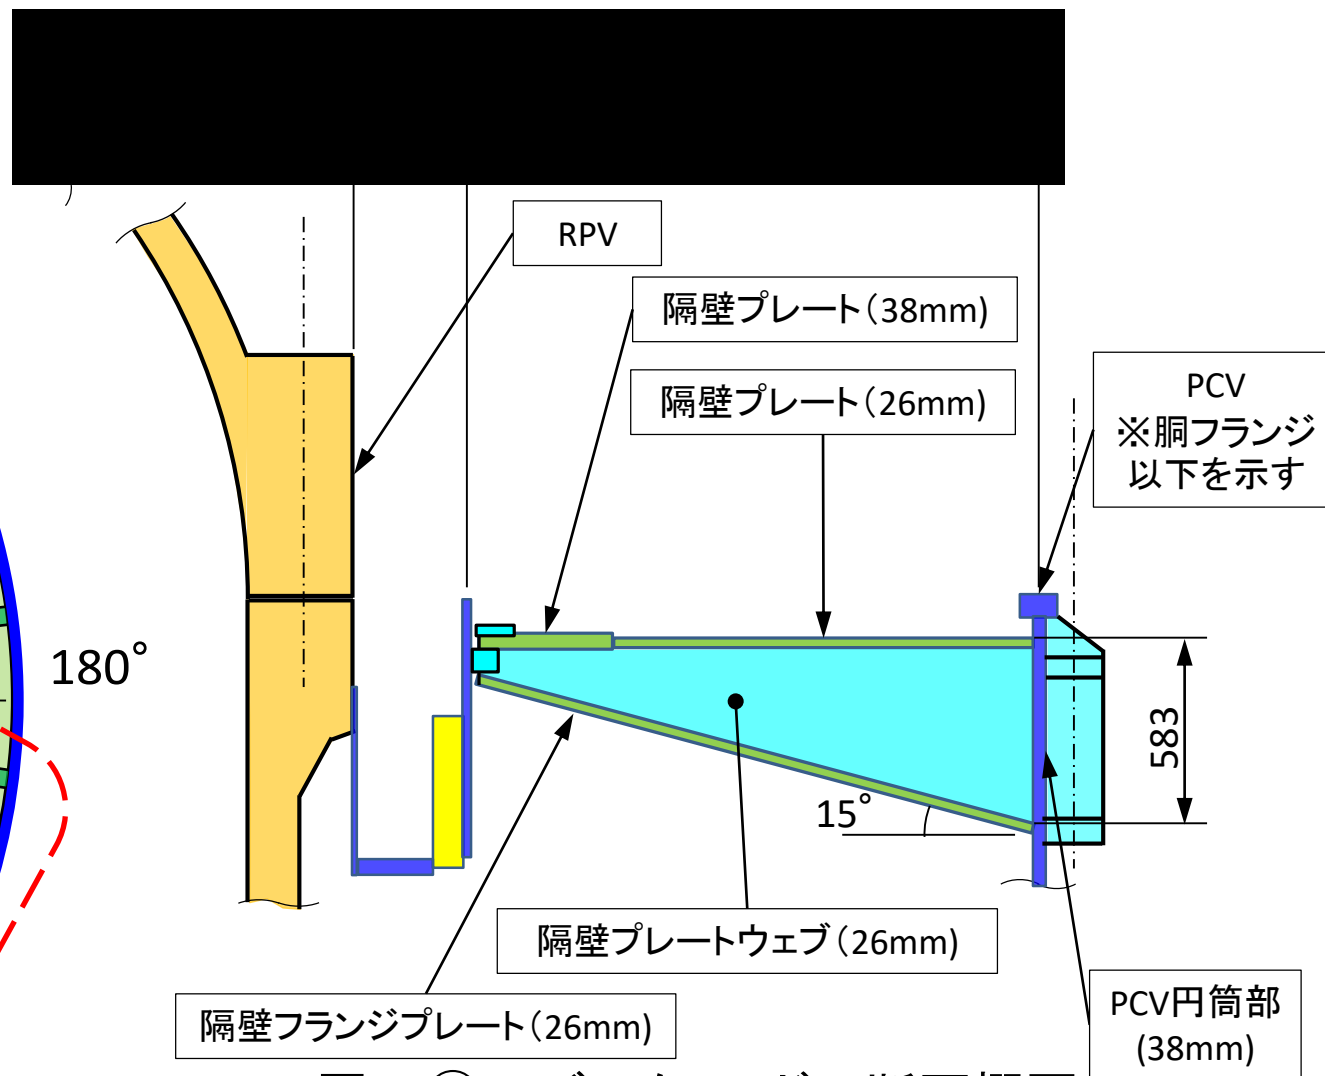 RPV
隔壁プレート（38mm)
隔壁プレート（26mm)
PCV
※胴フランジ
以下を示す
180°
583
15°
隔壁プレートウェブ（26mm)
隔壁フランジプレート（26mm)
PCV円筒部
(38mm)